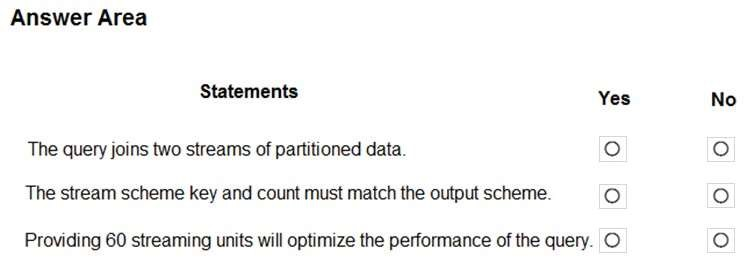 Answer Area
Statements Yes No
The query joins two streams of partitioned data.
The stream scheme key and count must match the output scheme.
Providing 60 streaming units will optimize the performance of the query.